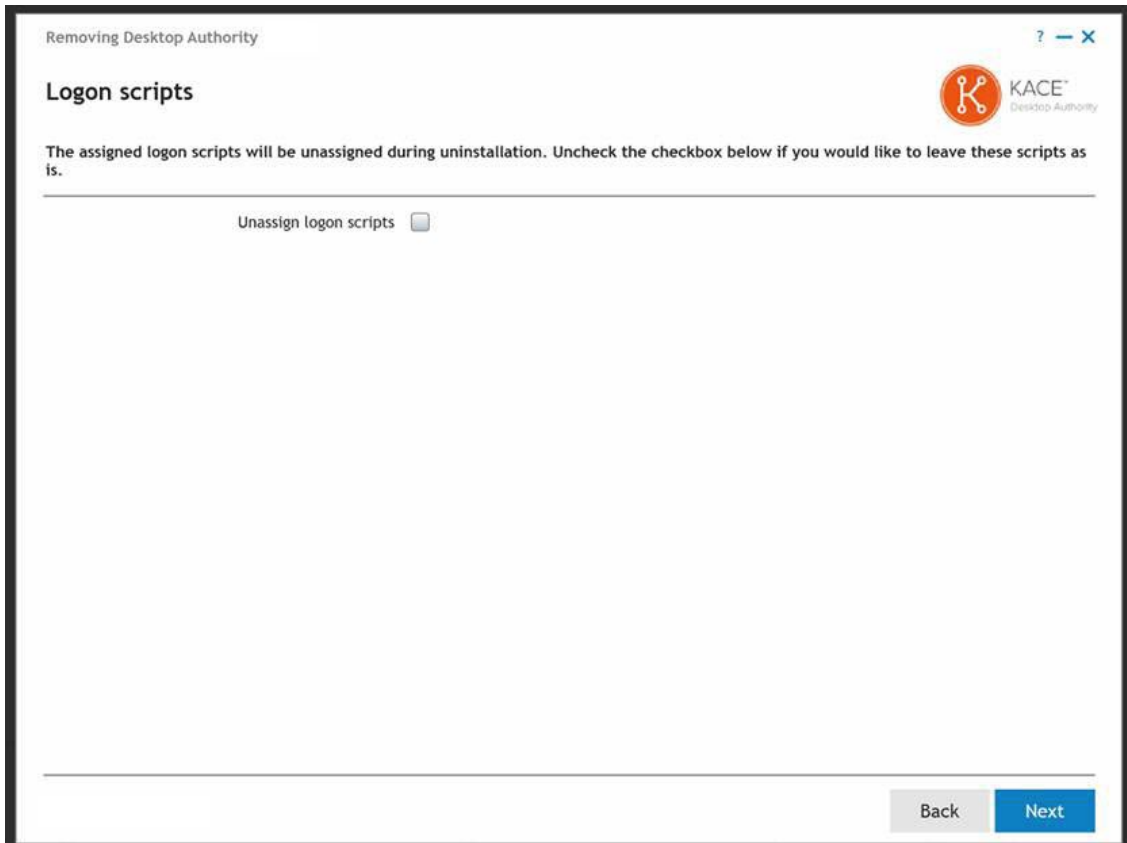 Removing Desktop Authority
?
Logon scripts
KACE™
Desktop Authority
The assigned logon scripts will be unassigned during uninstallation. Uncheck the checkbox below if you would like to leave these scripts as
is.
Unassign logon scripts
Back Next